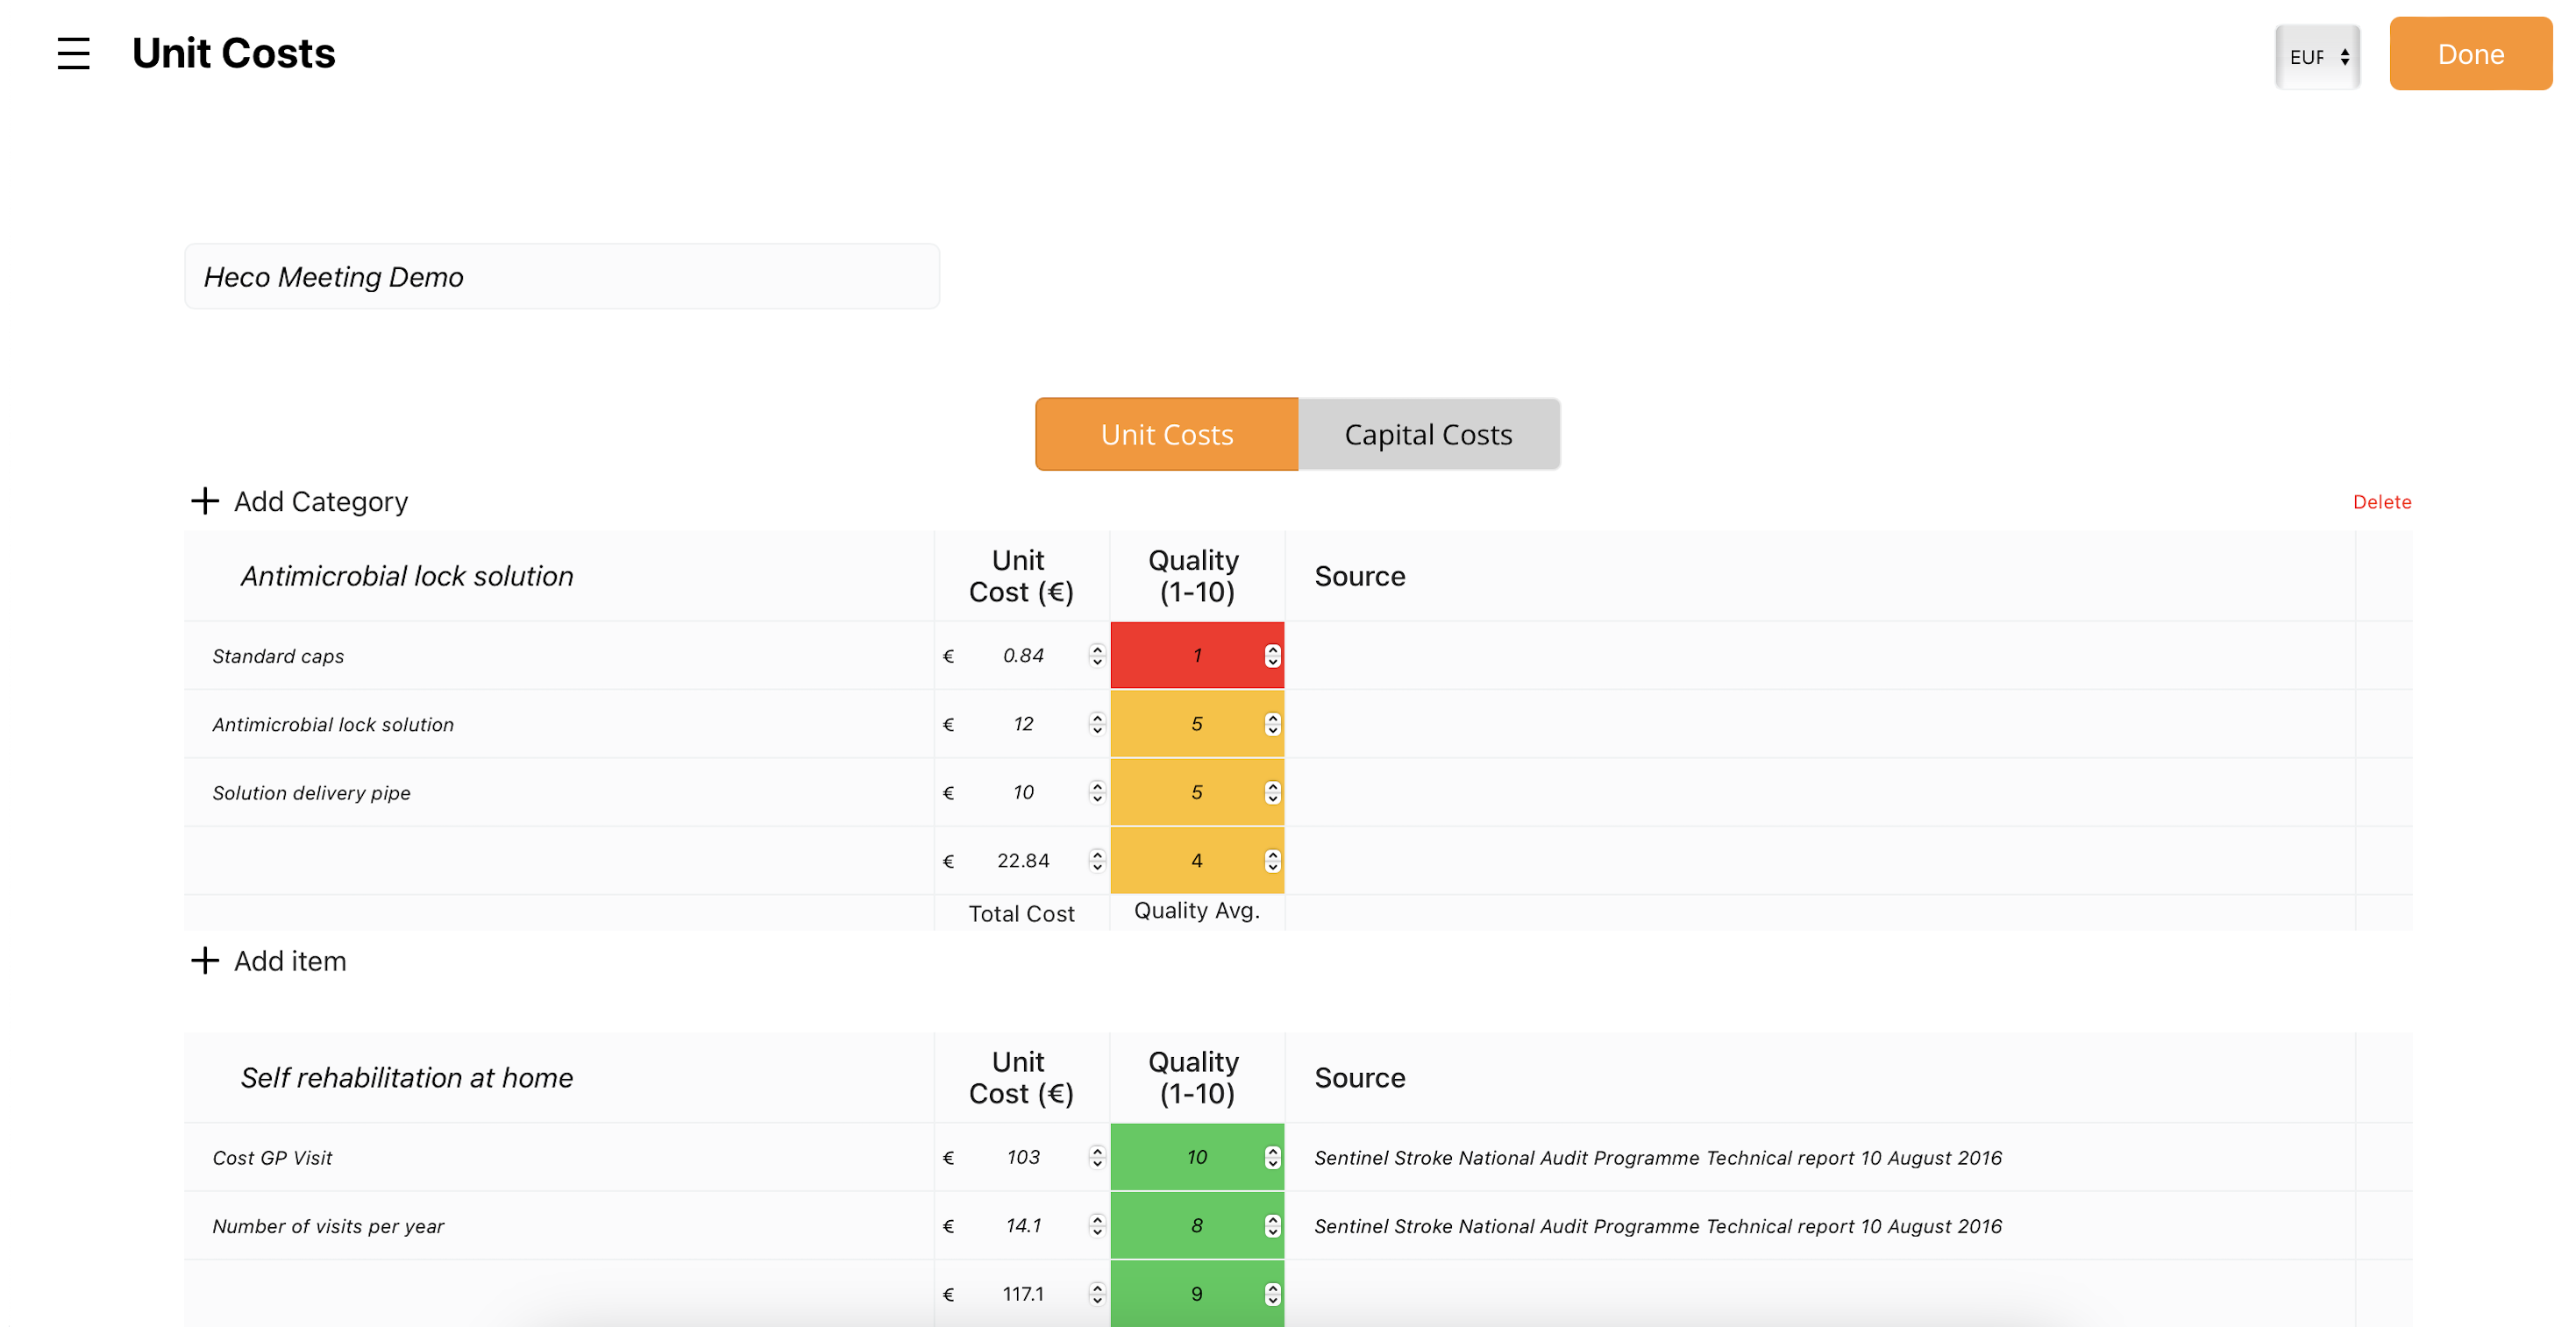 Unit Costs
EUR
Done
Heco Meeting Demo
Unit Costs
Capital Costs
Add Category
Delete
Antimicrobial lock solution
Unit Cost (€)
Quality (1-10)
Source
Standard caps € 0.84 1
Antimicrobial lock solution € 12 5
Solution delivery pipe € 10 5
€ 22.84 4
Total Cost Quality Avg.
Add item
Self rehabilitation at home
Unit Cost (€)
Quality (1-10)
Source
Cost GP Visit € 103 10 Sentinel Stroke National Audit Programme Technical report 10 August 2016
Number of visits per year € 14.1 8 Sentinel Stroke National Audit Programme Technical report 10 August 2016
€ 117.1 9